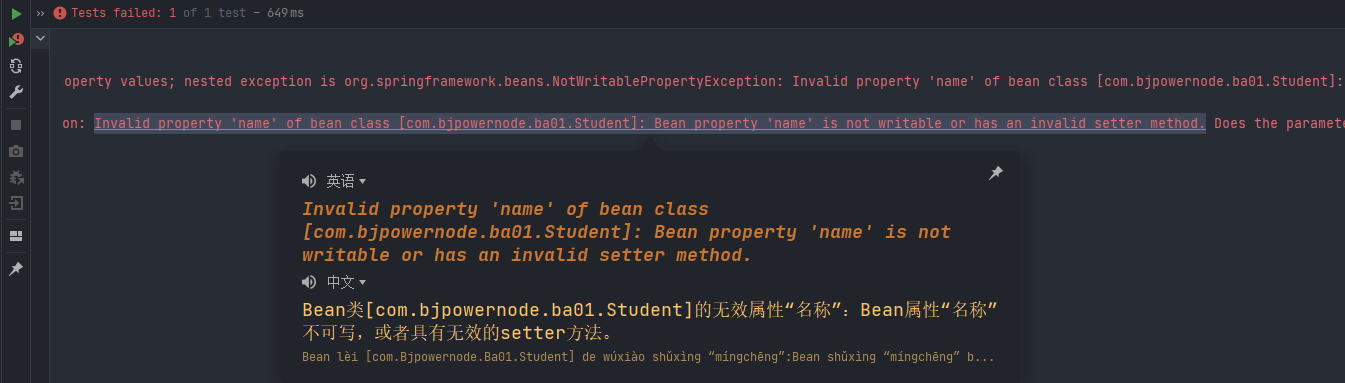 Tests failed: 1 of 1 test – 649 ms
operty values; nested exception is org.springframework.beans.NotWritablePropertyException: Invalid property 'name' of bean class [com.bjpowernode.ba01.Student]:
on: Invalid property 'name' of bean class [com.bjpowernode.ba01.Student]: Bean property 'name' is not writable or has an invalid setter method. Does the paramete
英语
Invalid property 'name' of bean class
[com.bjpowernode.ba01.Student]: Bean property 'name' is not
writable or has an invalid setter method.
中文
Bean类[com.bjpowernode.ba01.Student]的无效属性“名称”：Bean属性“名称”
不可写，或者具有无效的setter方法。
Bean lèi [com.Bjpowernode.Ba01.Student] de wúxiào shǔxìng “míngchēng”:Bean shǔxìng “míngchēng” b...